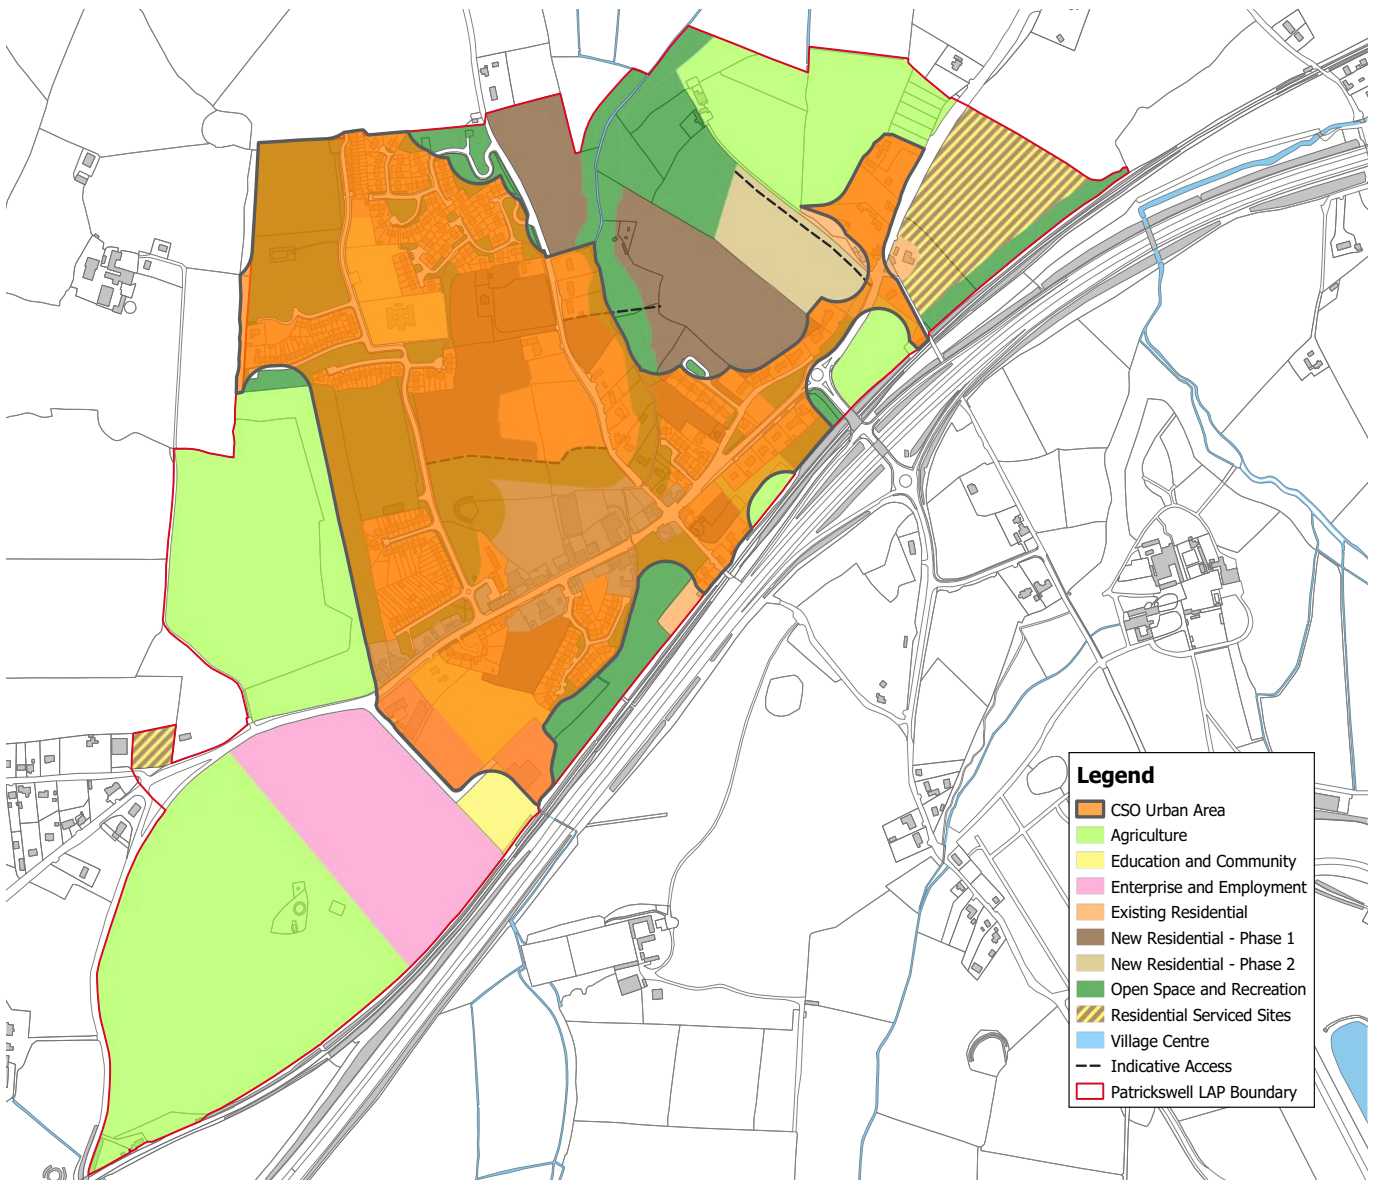 Legend
CSO Urban Area
Agriculture
Education and Community
Enterprise and Employment
Existing Residential
New Residential - Phase 1
New Residential - Phase 2
Open Space and Recreation
Residential Serviced Sites
Village Centre
Indicative Access
Patrickswell LAP Boundary